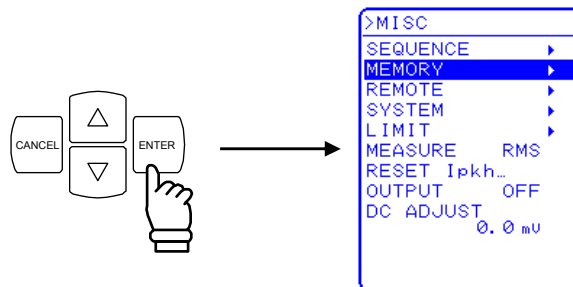 CANCEL
ENTER
>MISC
SEQUENCE
MEMORY
REMOTE
SYSTEM
LIMIT
MEASURE RMS
RESET Ipkh…
OUTPUT OFF
DC ADJUST
0.0 mV